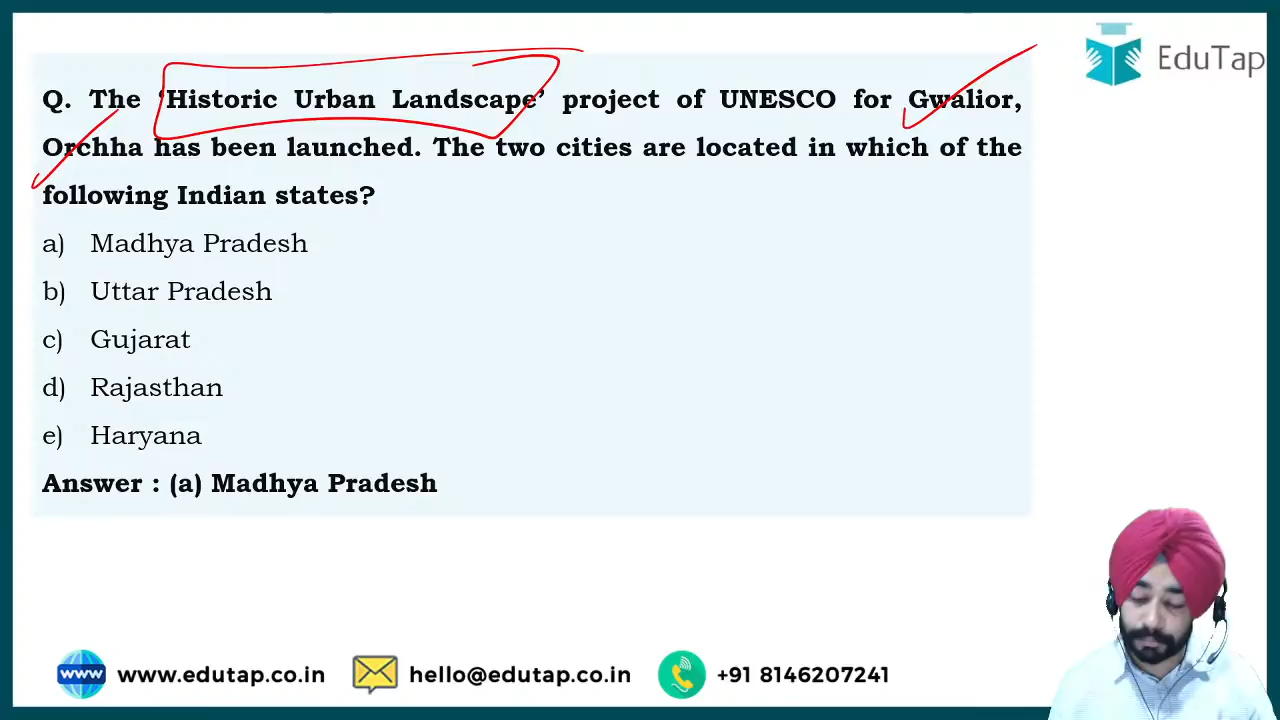 EduTap
Q. The ‘Historic Urban Landscape’ project of UNESCO for Gwalior,
Orchha has been launched. The two cities are located in which of the
following Indian states?
a) Madhya Pradesh
b) Uttar Pradesh
c) Gujarat
d) Rajasthan
e) Haryana
Answer : (a) Madhya Pradesh
www www.edutap.co.in hello@edutap.co.in +91 8146207241